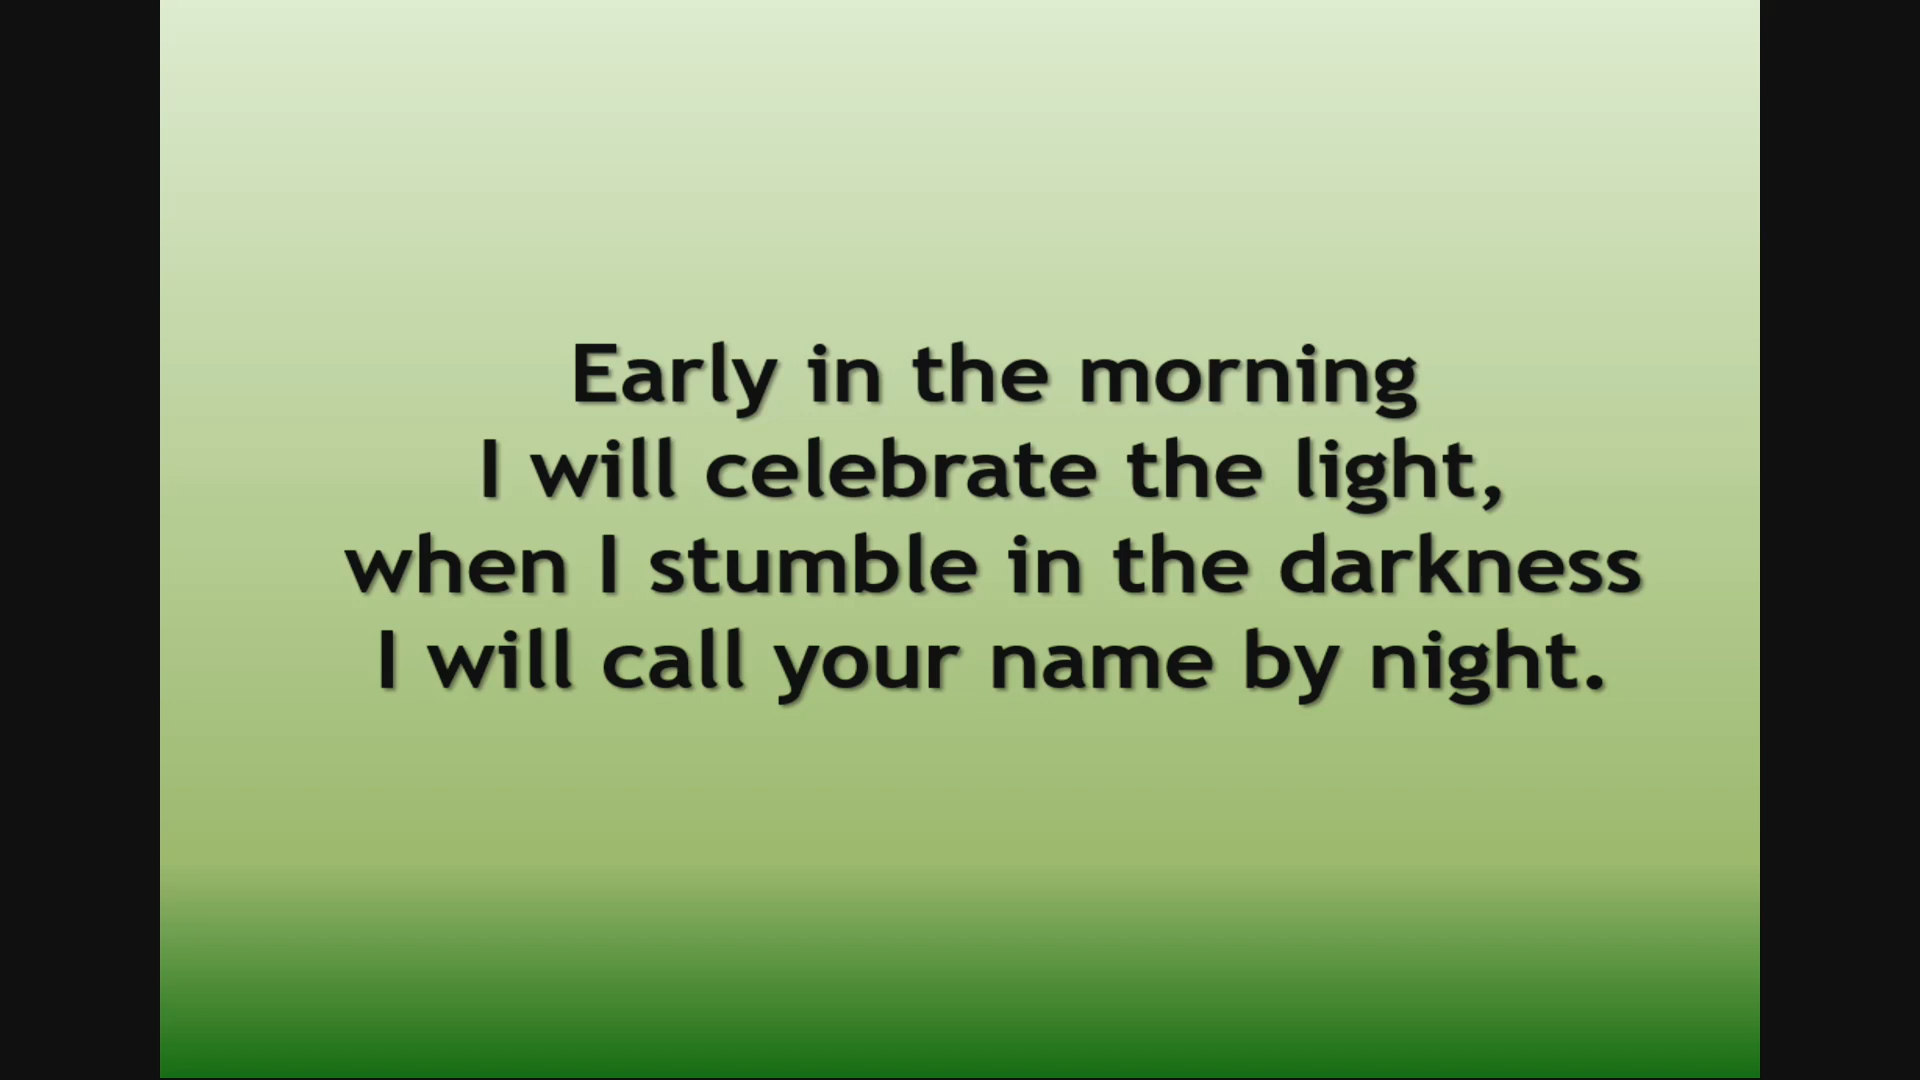 Early in the morning
I will celebrate the light,
when I stumble in the darkness
I will call your name by night.